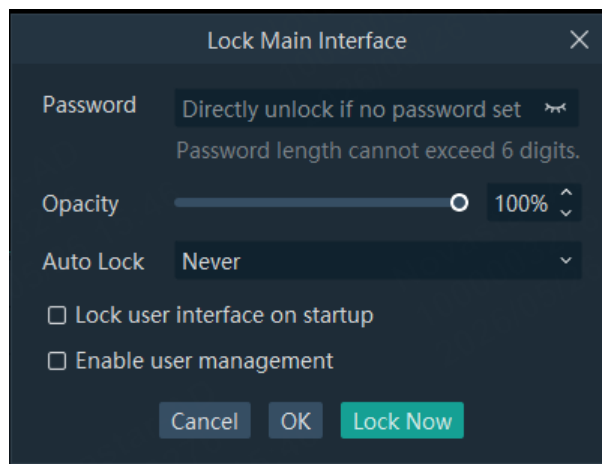 Lock Main Interface
Password
Directly unlock if no password set
Password length cannot exceed 6 digits.
Opacity
100%
Auto Lock
Never
Lock user interface on startup
Enable user management
Cancel
OK
Lock Now